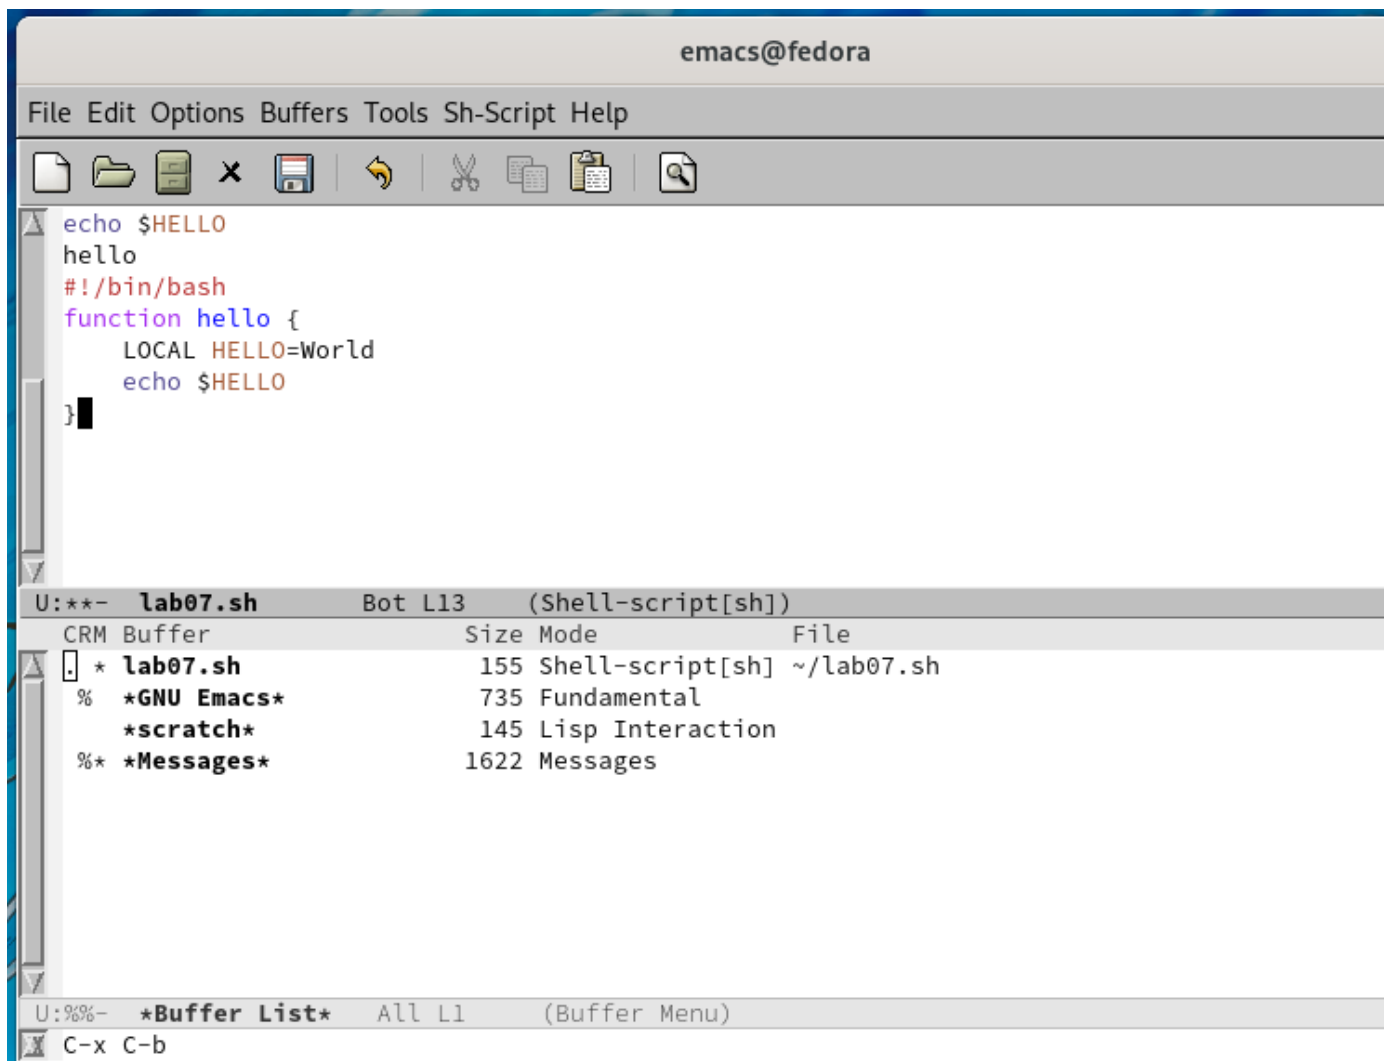 emacs@fedora
File Edit Options Buffers Tools Sh-Script Help
echo $HELLO
hello
#!/bin/bash
function hello {
    LOCAL HELLO=World
    echo $HELLO
}
U:**-  lab07.sh       Bot L13    (Shell-script[sh])
CRM Buffer                 Size Mode             File
. * lab07.sh                155 Shell-script[sh] ~/lab07.sh
 %  *GNU Emacs*             735 Fundamental
    *scratch*               145 Lisp Interaction
 %* *Messages*             1622 Messages
U:%%-  *Buffer List*   All L1     (Buffer Menu)
C-x C-b